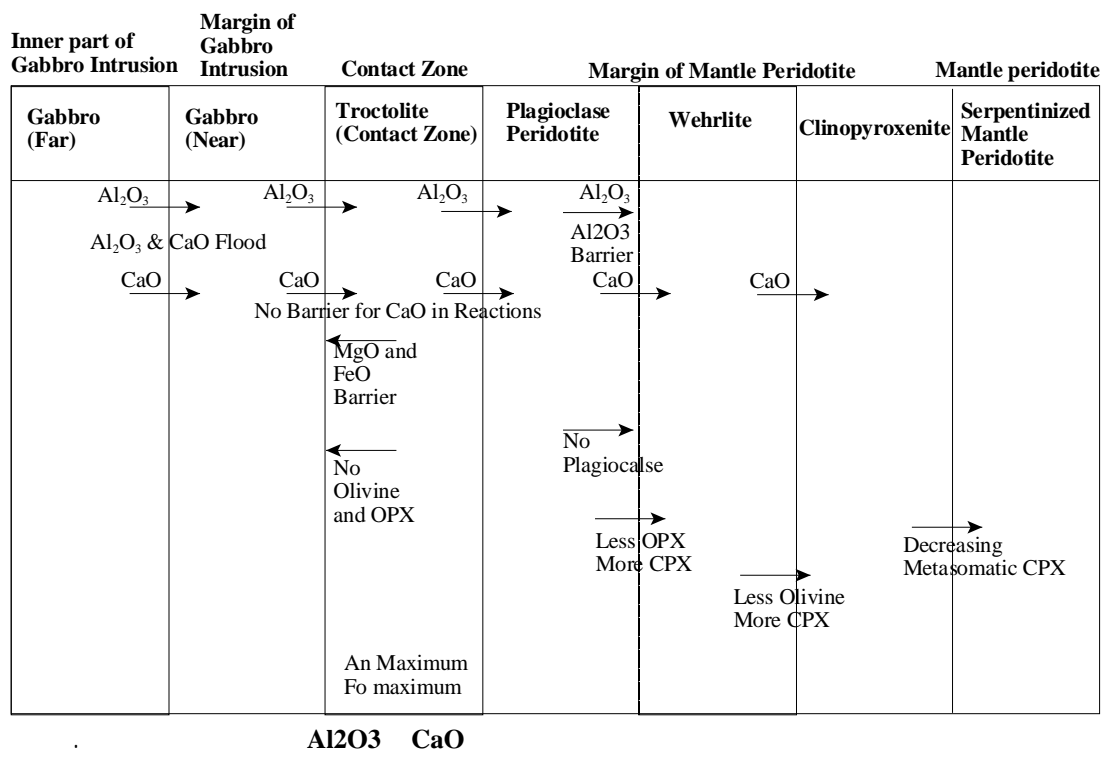 Inner part of
Gabbro Intrusion
Margin of
Gabbro
Intrusion
Contact Zone
Margin of Mantle Peridotite
Mantle peridotite
Gabbro
(Far)
Gabbro
(Near)
Troctolite
(Contact Zone)
Plagioclase
Peridotite
Wehrlite
Clinopyroxenite
Serpentinized
Mantle
Peridotite
Al₂O₃ Al₂O₃ Al₂O₃ Al₂O₃
Al₂O₃ & CaO Flood
Al2O3
Barrier
CaO CaO CaO CaO CaO
No Barrier for CaO in Reactions
MgO and
FeO
Barrier
No
Plagiocalse
No
Olivine
and OPX
Less OPX
More CPX
Decreasing
Metasomatic CPX
Less Olivine
More CPX
An Maximum
Fo maximum
. Al2O3 CaO